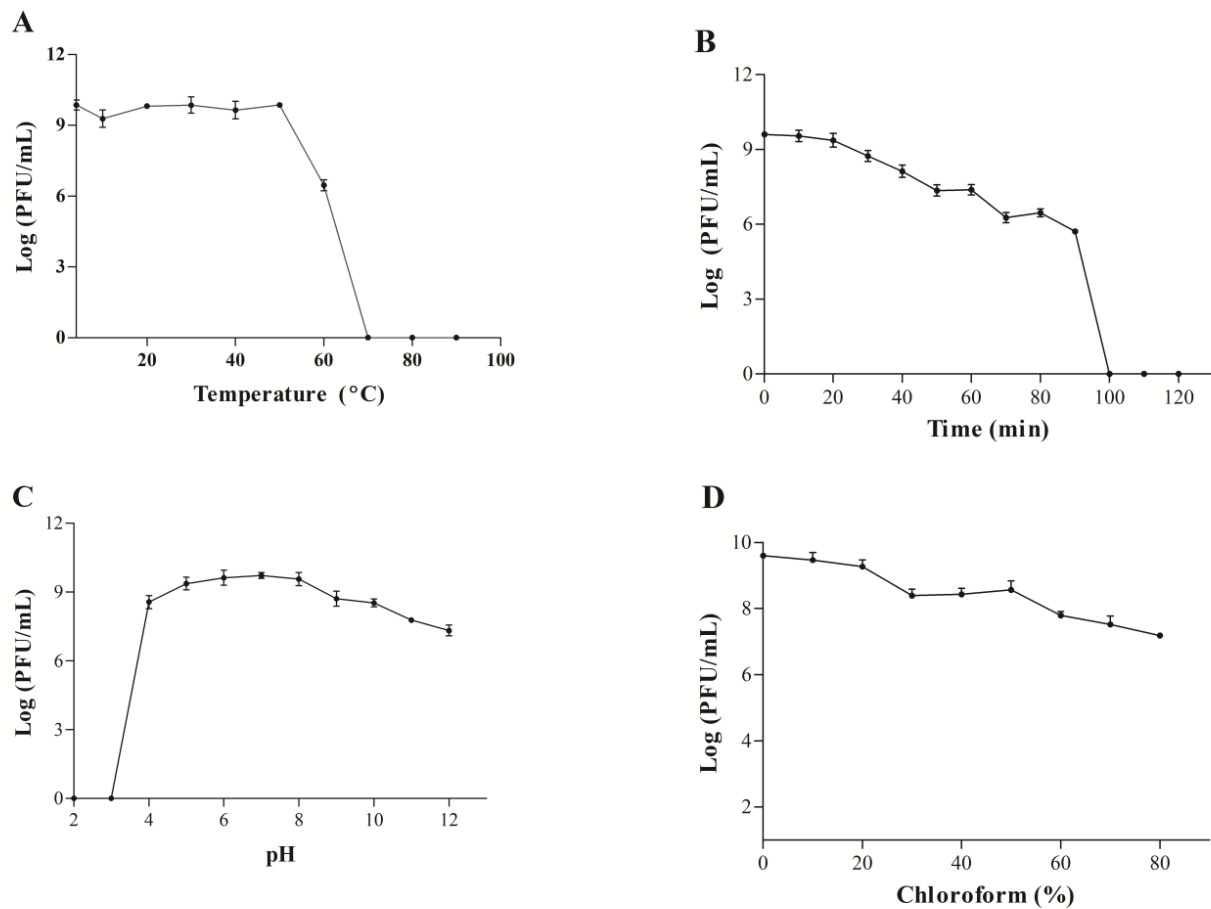 A
12
9
6
3
0
Log (PFU/mL)
20 40 60 80 100
Temperature (°C)
B
12
9
6
3
0
Log (PFU/mL)
0 20 40 60 80 100 120
Time (min)
C
12
9
6
3
0
Log (PFU/mL)
2 4 6 8 10 12
pH
D
10
8
6
4
2
Log (PFU/mL)
0 20 40 60 80
Chloroform (%)